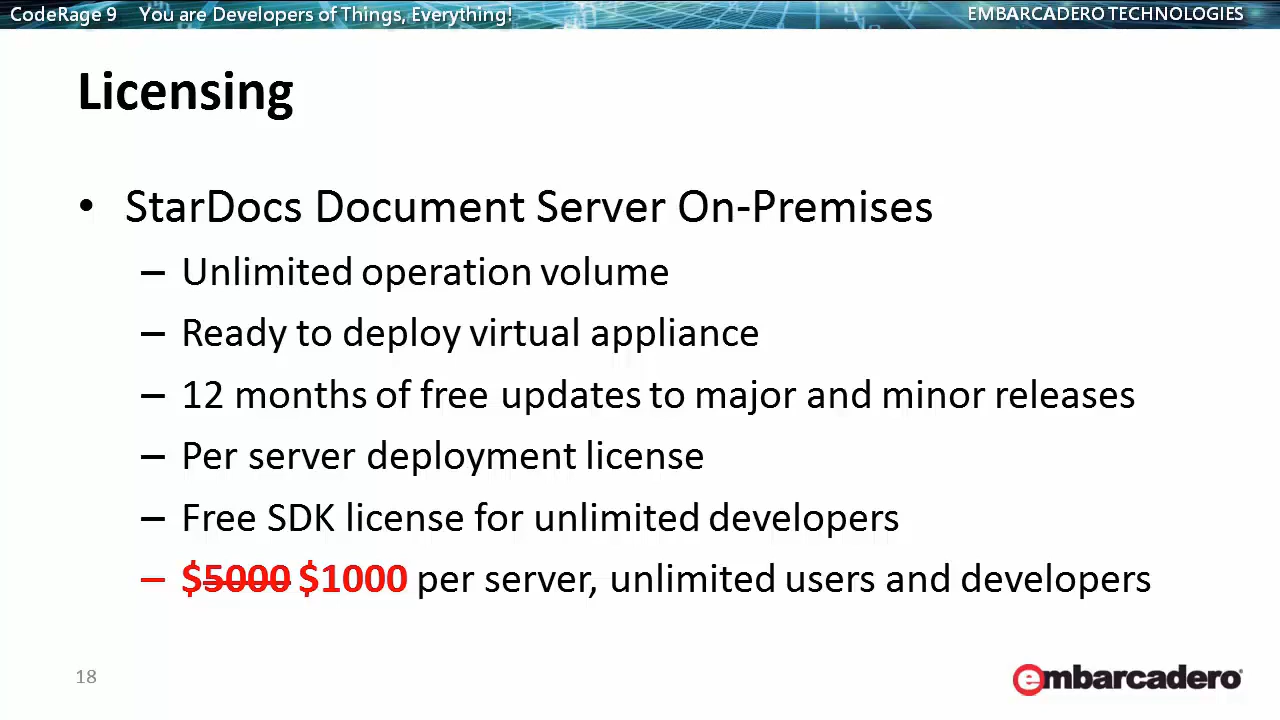 CodeRage 9 You are Developers of Things, Everything!
EMBARCADERO TECHNOLOGIES
Licensing
• StarDocs Document Server On-Premises
– Unlimited operation volume
– Ready to deploy virtual appliance
– 12 months of free updates to major and minor releases
– Per server deployment license
– Free SDK license for unlimited developers
– $5000 $1000 per server, unlimited users and developers
18
embarcadero